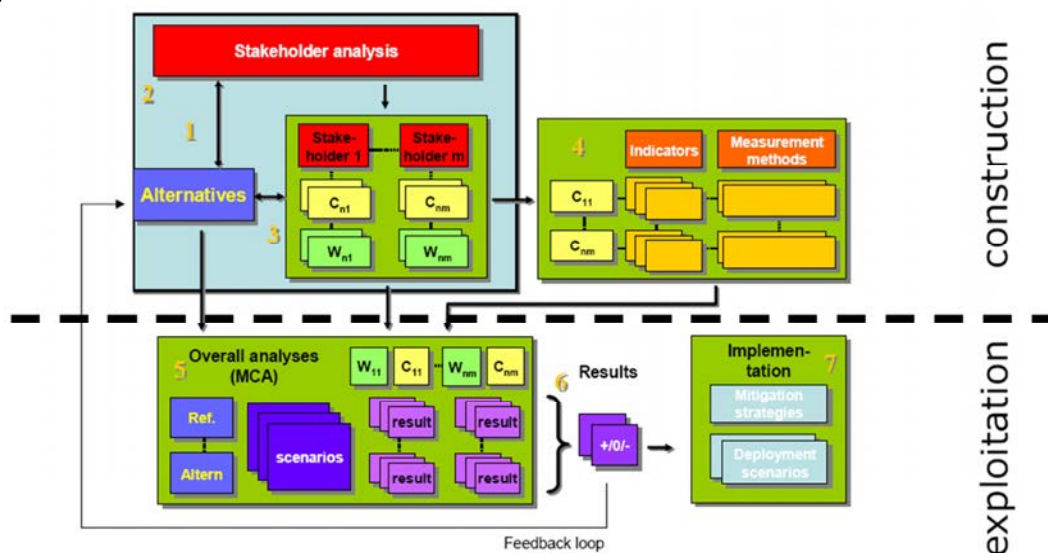 Stakeholder analysis
2
1
Alternatives
3
Stake-
holder 1
Stake-
holder m
Cn1
Cnm
Wn1
Wnm
4
Indicators
Measurement
methods
C11
Cnm
construction
5
Overall analyses
(MCA)
W11
C11
Wnm
Cnm
Ref.
Altern
scenarios
result
result
result
result
6
Results
+/0/-
Implemen-
tation
7
Mitigation
strategies
Deployment
scenarios
exploitation
Feedback loop